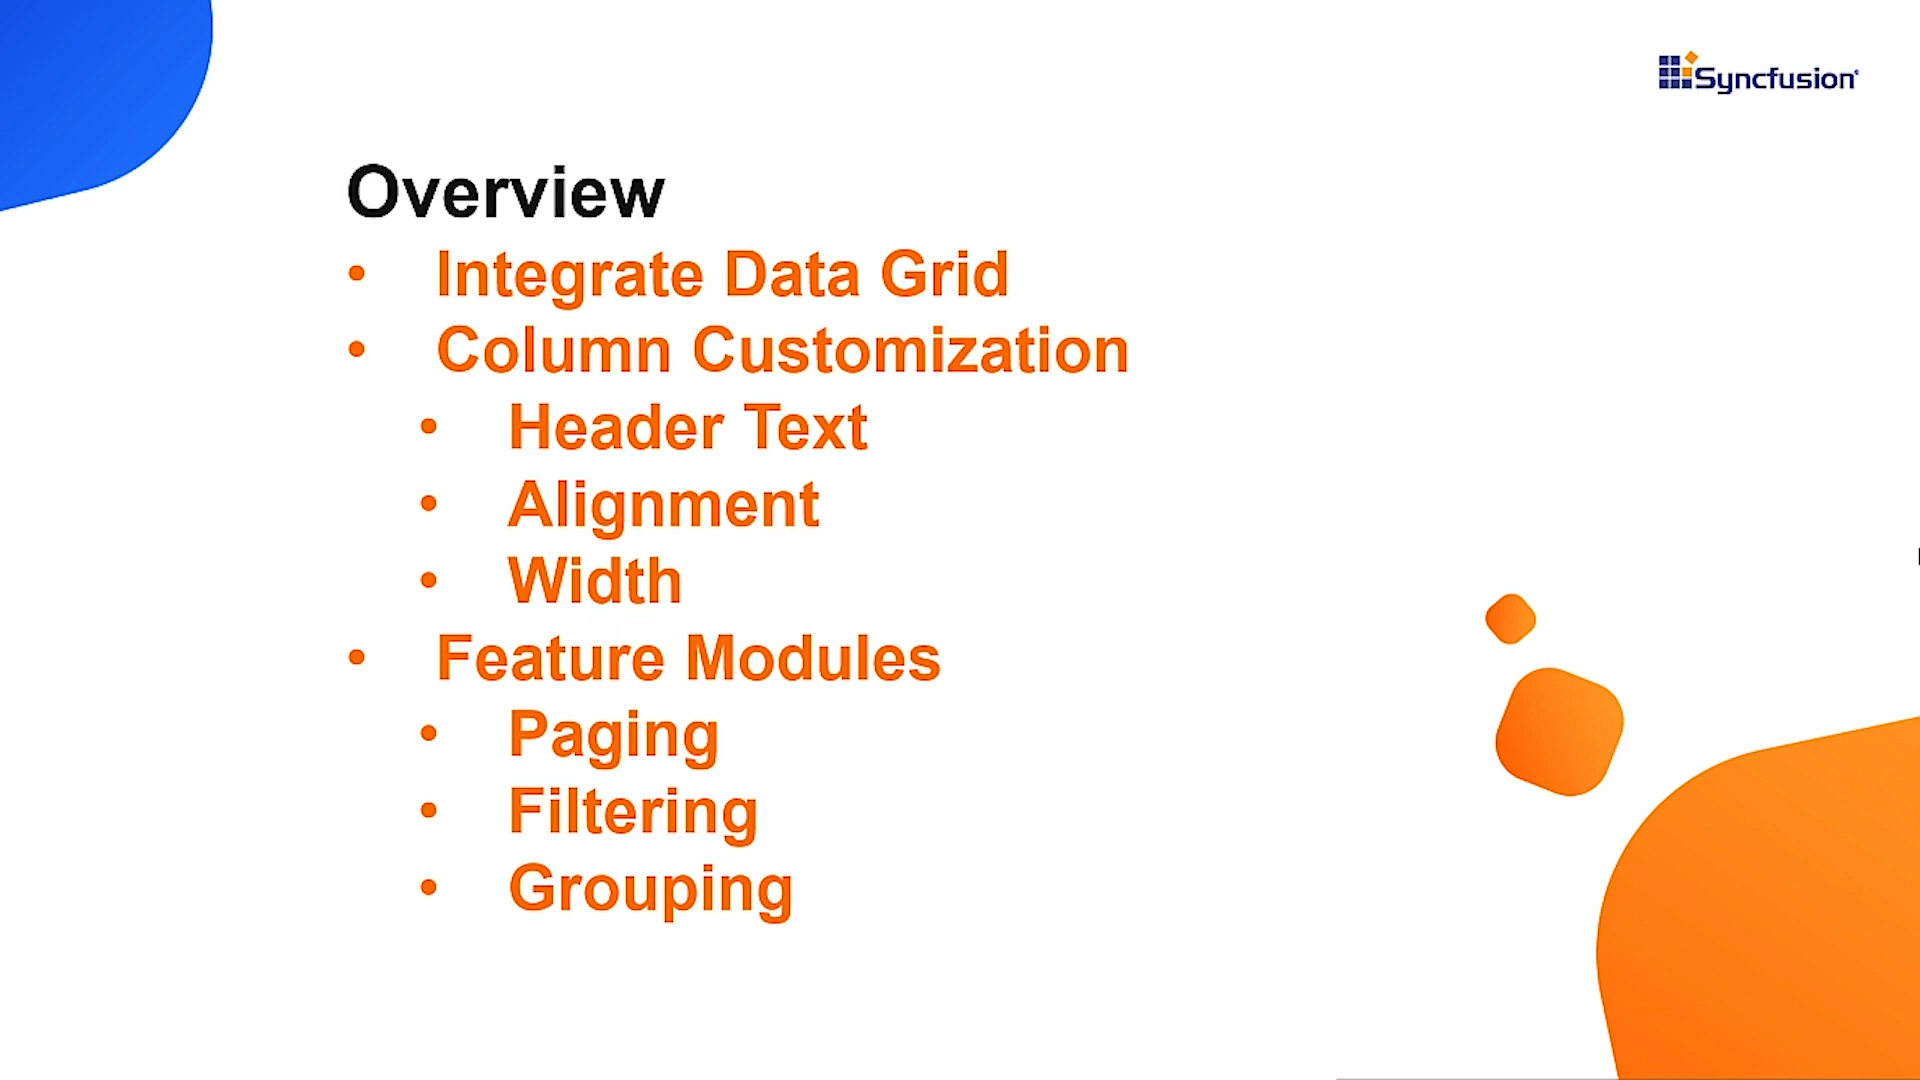 Syncfusion
Overview
• Integrate Data Grid
• Column Customization
• Header Text
• Alignment
• Width
• Feature Modules
• Paging
• Filtering
• Grouping